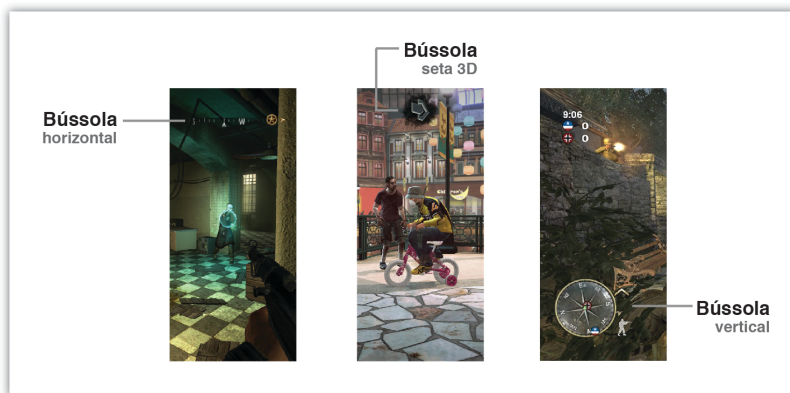 Bússola
seta 3D
Bússola
horizontal
S W
9:06
0
0
Bússola
vertical